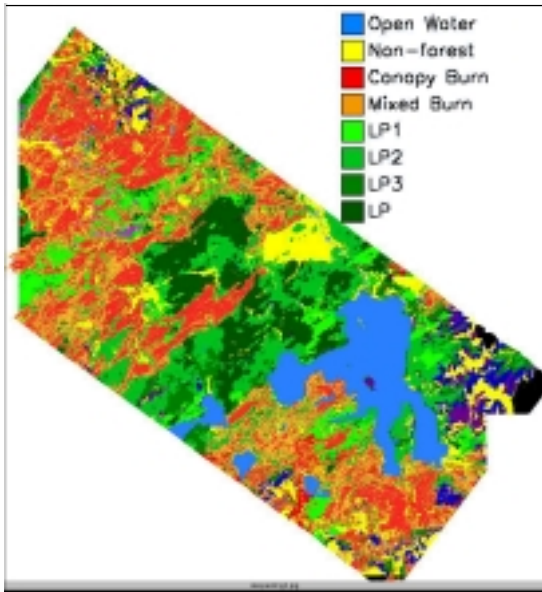 Open Water
Non-forest
Canopy Burn
Mixed Burn
LP1
LP2
LP3
LP